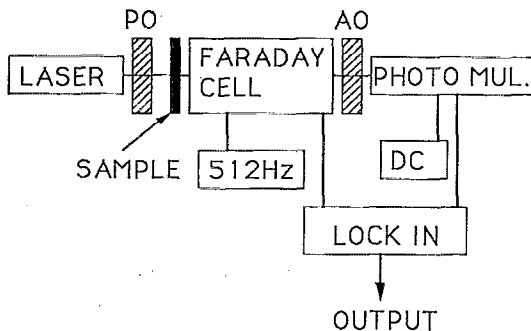 PO
AO
LASER
FARADAY
CELL
PHOTO MUL.
SAMPLE
512Hz
DC
LOCK IN
OUTPUT